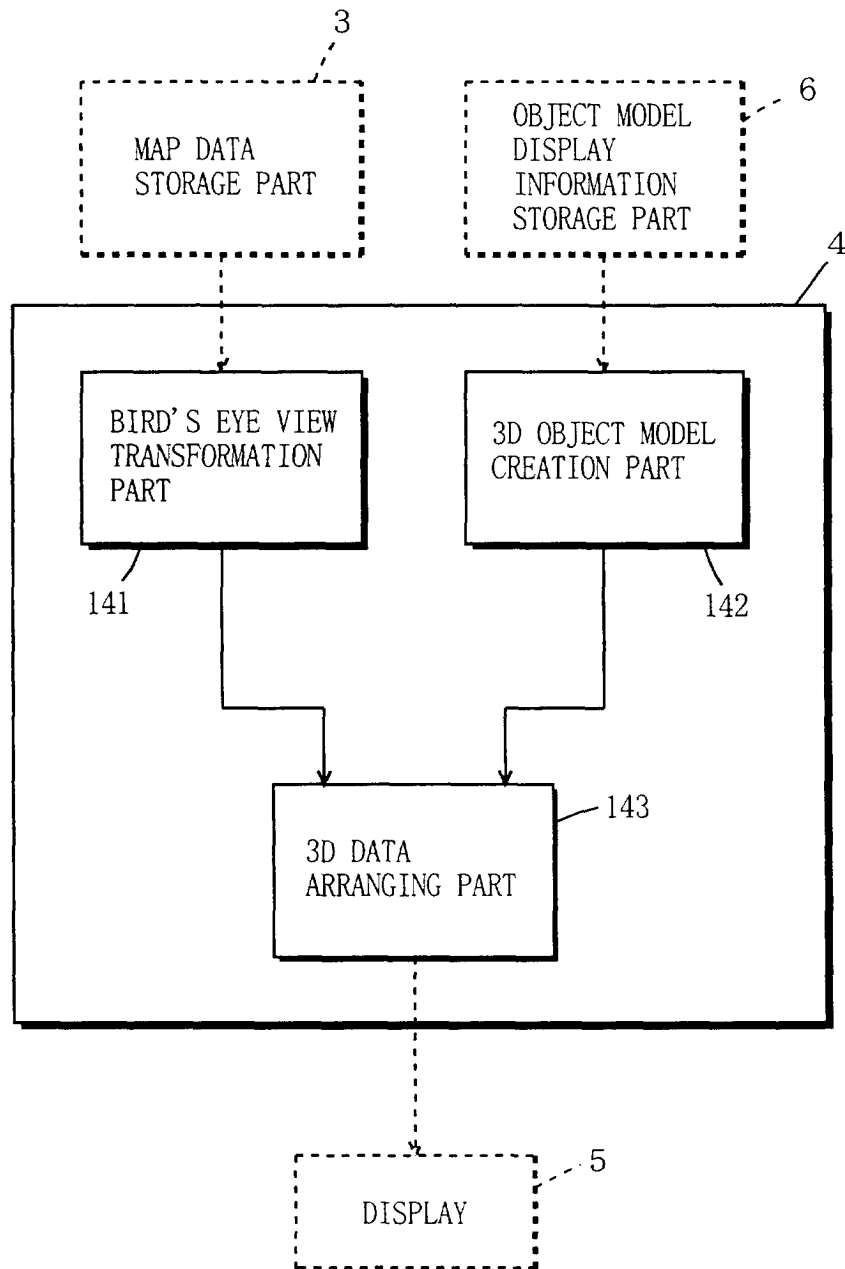 3
MAP DATA
STORAGE PART
6
OBJECT MODEL
DISPLAY
INFORMATION
STORAGE PART
4
BIRD'S EYE VIEW
TRANSFORMATION
PART
141
3D OBJECT MODEL
CREATION PART
142
3D DATA
ARRANGING PART
143
5
DISPLAY